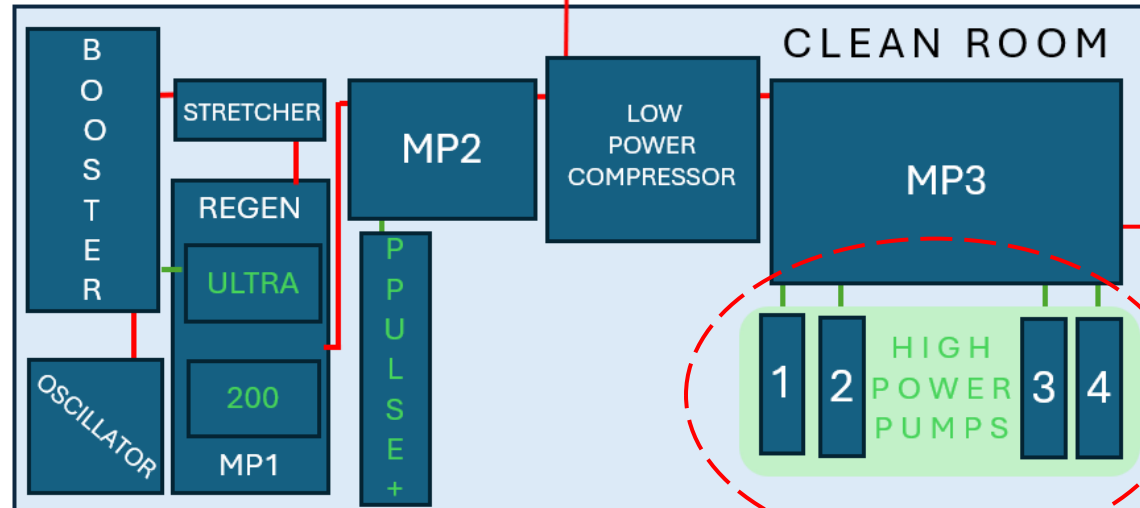 CLEAN ROOM
BOOSTER
STRETCHER
REGEN
ULTRA
200
MP1
OSCILLATOR
MP2
PPULSE+
LOW
POWER
COMPRESSOR
MP3
1
2
HIGH
POWER
PUMPS
3
4